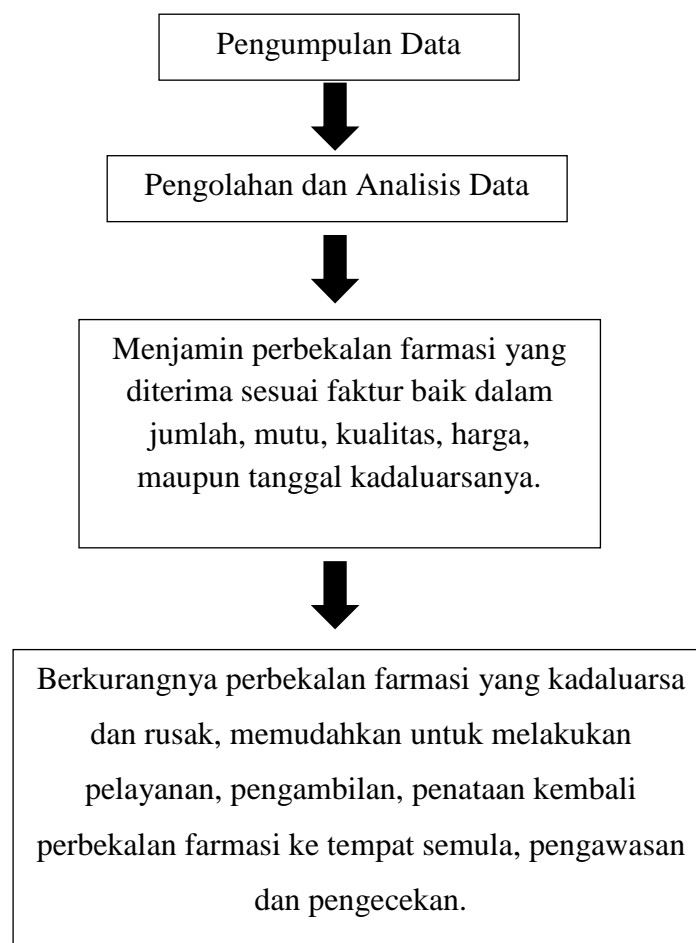 Pengumpulan Data
Pengolahan dan Analisis Data
Menjamin perbekalan farmasi yang
diterima sesuai faktur baik dalam
jumlah, mutu, kualitas, harga,
maupun tanggal kadaluarsanya.
Berkurangnya perbekalan farmasi yang kadaluarsa
dan rusak, memudahkan untuk melakukan
pelayanan, pengambilan, penataan kembali
perbekalan farmasi ke tempat semula, pengawasan
dan pengecekan.